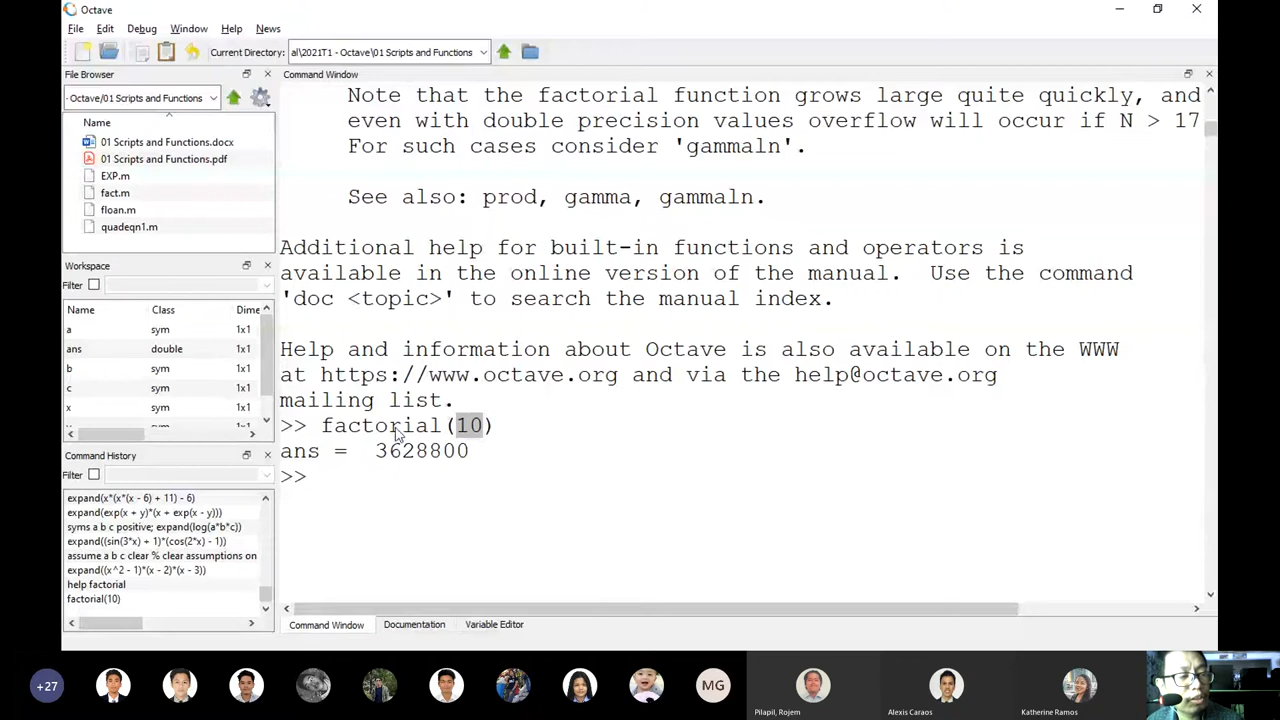 Octave
File Edit Debug Window Help News
Current Directory: al\2021T1 - Octave\01 Scripts and Functions
File Browser
- Octave/01 Scripts and Functions
Name
01 Scripts and Functions.docx
01 Scripts and Functions.pdf
EXP.m
fact.m
floan.m
quadeqn1.m
Workspace
Filter
Name Class Dime
a sym 1x1
ans double 1x1
b sym 1x1
c sym 1x1
x sym 1x1
Command History
Filter
expand(x*(x*(x - 6) + 11) - 6)
expand(exp(x + y)*(x + exp(x - y)))
syms a b c positive; expand(log(a*b*c))
expand((sin(3*x) + 1)*(cos(2*x) - 1))
assume a b c clear % clear assumptions on
expand((x^2 - 1)*(x - 2)*(x - 3))
help factorial
factorial(10)
Command Window
Note that the factorial function grows large quite quickly, and
even with double precision values overflow will occur if N > 17
For such cases consider 'gammaln'.
See also: prod, gamma, gammaln.
Additional help for built-in functions and operators is
available in the online version of the manual. Use the command
'doc <topic>' to search the manual index.
Help and information about Octave is also available on the WWW
at https://www.octave.org and via the help@octave.org
mailing list.
>> factorial(10)
ans = 3628800
>>
Command Window Documentation Variable Editor
+27
MG
Pilapil, Rojem
Alexis Caraos
Katherine Ramos